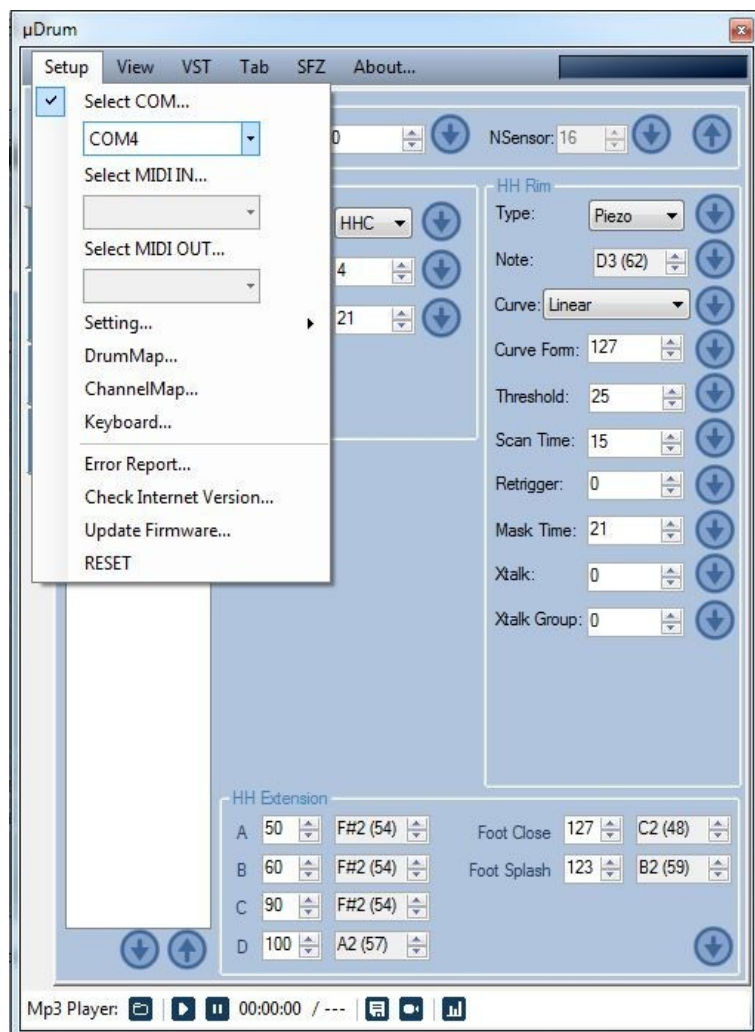 µDrum
Setup View VST Tab SFZ About...
Select COM...
COM4
Select MIDI IN...
Select MIDI OUT...
Setting...
DrumMap...
ChannelMap...
Keyboard...
Error Report...
Check Internet Version...
Update Firmware...
RESET
0 NSensor: 16
HHC
4
21
HH Rim
Type: Piezo
Note: D3 (62)
Curve: Linear
Curve Form: 127
Threshold: 25
Scan Time: 15
Retrigger: 0
Mask Time: 21
Xtalk: 0
Xtalk Group: 0
HH Extension
A 50 F#2 (54) Foot Close 127 C2 (48)
B 60 F#2 (54) Foot Splash 123 B2 (59)
C 90 F#2 (54)
D 100 A2 (57)
Mp3 Player: 00:00:00 / ---